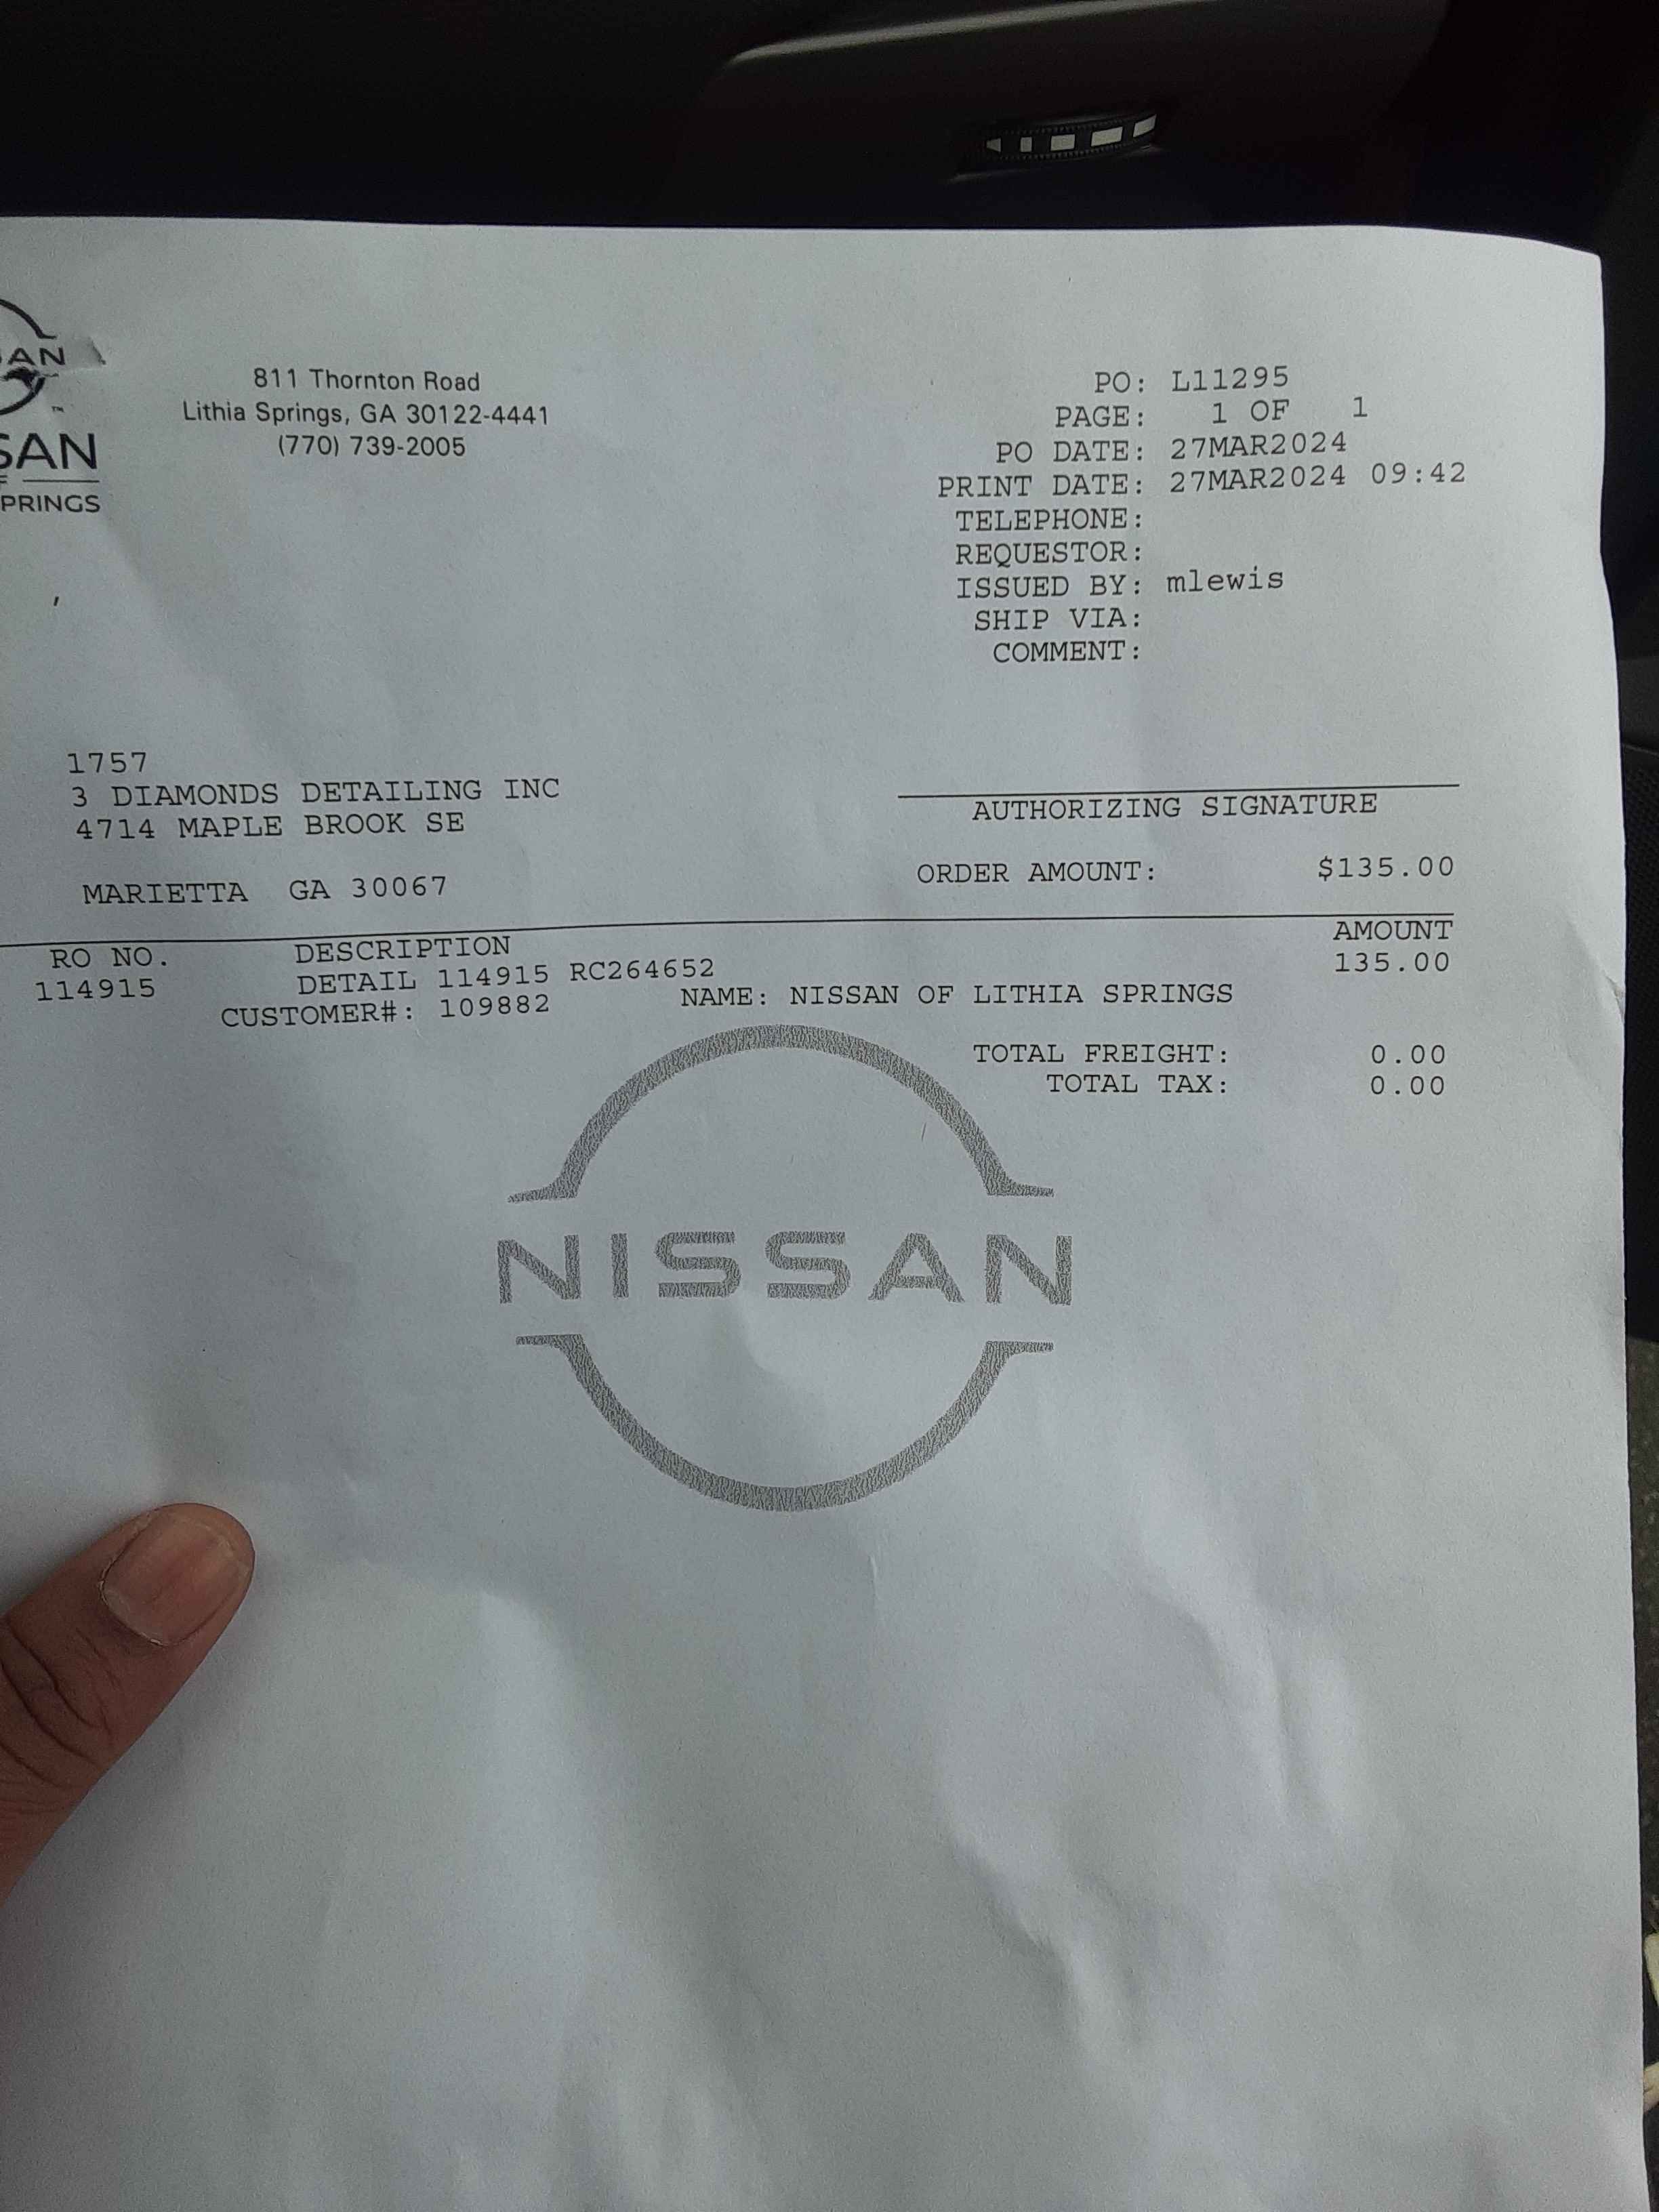 AN
SAN
PRINGS
811 Thornton Road
Lithia Springs, GA 30122-4441
(770) 739-2005
PO: L11295
PAGE: 1 OF 1
PO DATE: 27MAR2024
PRINT DATE: 27MAR2024 09:42
TELEPHONE:
REQUESTOR:
ISSUED BY: mlewis
SHIP VIA:
COMMENT:
1757
3 DIAMONDS DETAILING INC
4714 MAPLE BROOK SE
MARIETTA GA 30067
AUTHORIZING SIGNATURE
ORDER AMOUNT: $135.00
RO NO. DESCRIPTION AMOUNT
114915 DETAIL 114915 RC264652 135.00
CUSTOMER#: 109882 NAME: NISSAN OF LITHIA SPRINGS
TOTAL FREIGHT: 0.00
TOTAL TAX: 0.00
NISSAN